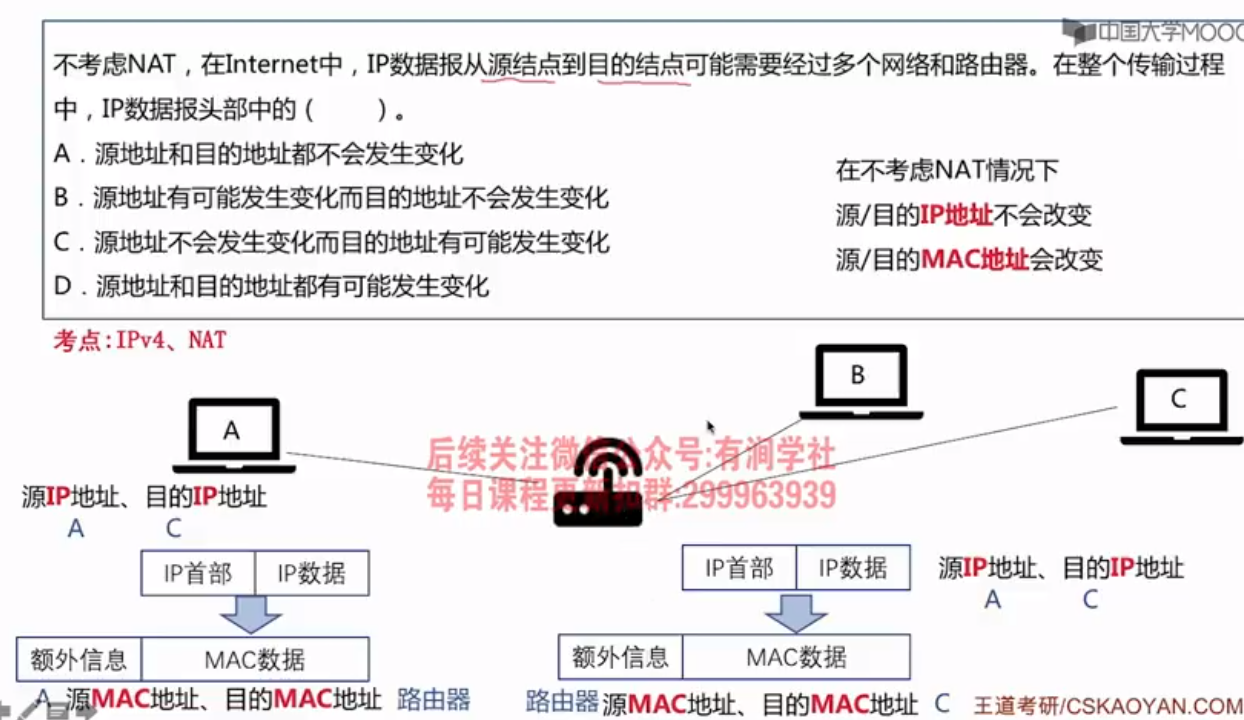 中国大学MOOC
不考虑NAT，在Internet中，IP数据报从源结点到目的结点可能需要经过多个网络和路由器。在整个传输过程
中，IP数据报头部中的（  ）。
A．源地址和目的地址都不会发生变化
B．源地址有可能发生变化而目的地址不会发生变化
C．源地址不会发生变化而目的地址有可能发生变化
D．源地址和目的地址都有可能发生变化
在不考虑NAT情况下
源/目的IP地址不会改变
源/目的MAC地址会改变
考点:IPv4、NAT
A
B
C
后续关注微信公众号:有涧学社
每日课程更新扣群:299963939
源IP地址、目的IP地址
A C
IP首部 IP数据
额外信息 MAC数据
A 源MAC地址、目的MAC地址 路由器
IP首部 IP数据
源IP地址、目的IP地址
A C
额外信息 MAC数据
路由器 源MAC地址、目的MAC地址 C
王道考研/CSKAOYAN.COM